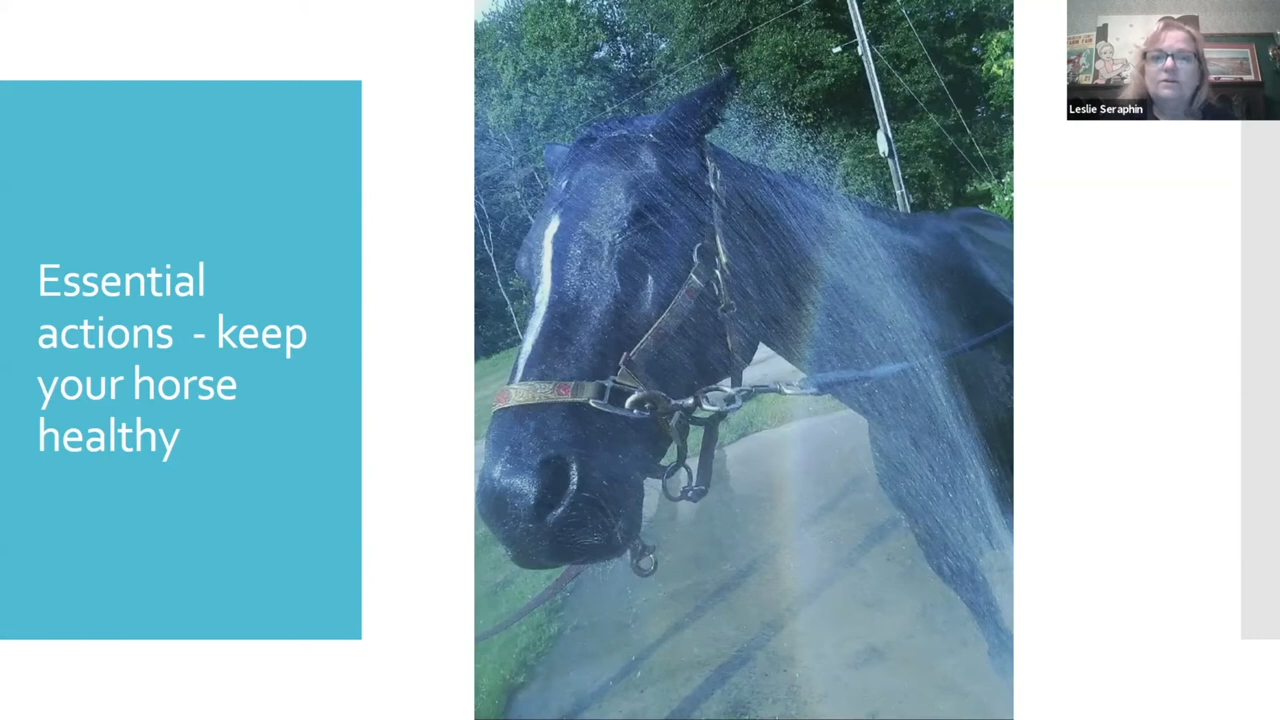 Essential
actions - keep
your horse
healthy
Leslie Seraphin